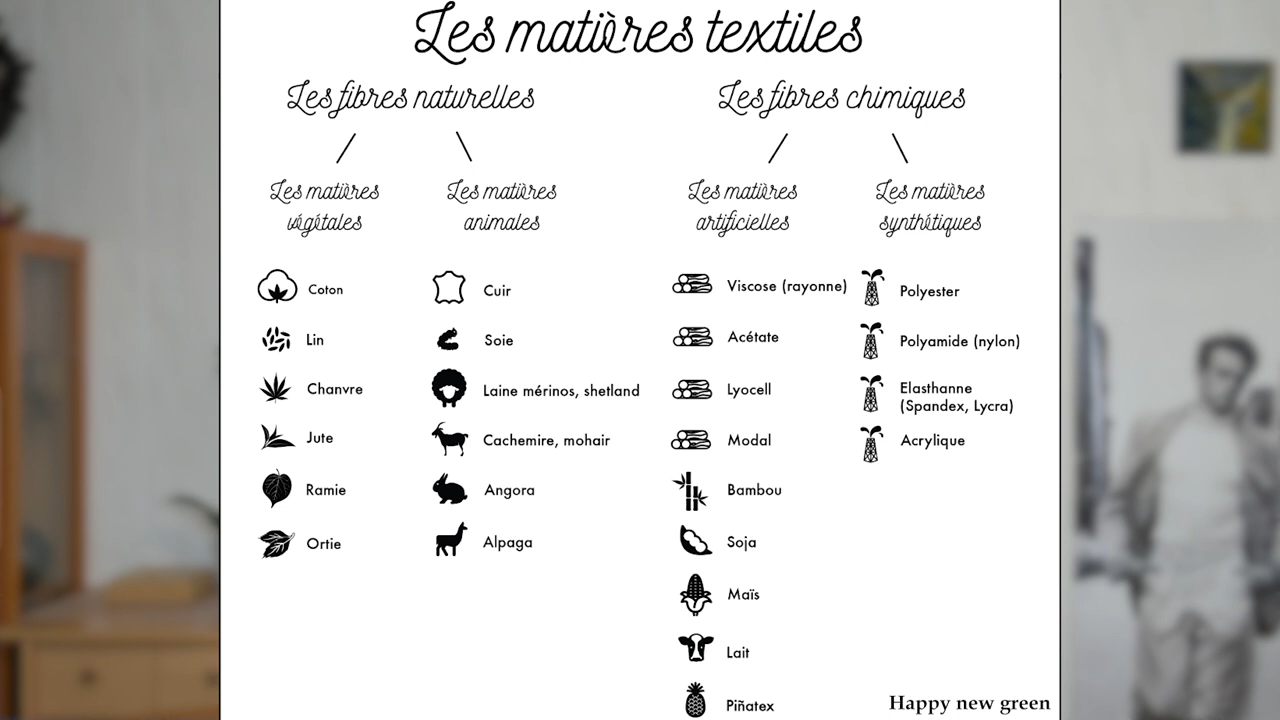 Les matières textiles
Les fibres naturelles
Les fibres chimiques
Les matières
végétales
Les matières
animales
Les matières
artificielles
Les matières
synthétiques
Coton
Lin
Chanvre
Jute
Ramie
Ortie
Cuir
Soie
Laine mérinos, shetland
Cachemire, mohair
Angora
Alpaga
Viscose (rayonne)
Acétate
Lyocell
Modal
Bambou
Soja
Maïs
Lait
Piñatex
Polyester
Polyamide (nylon)
Elasthanne
(Spandex, Lycra)
Acrylique
Happy new green